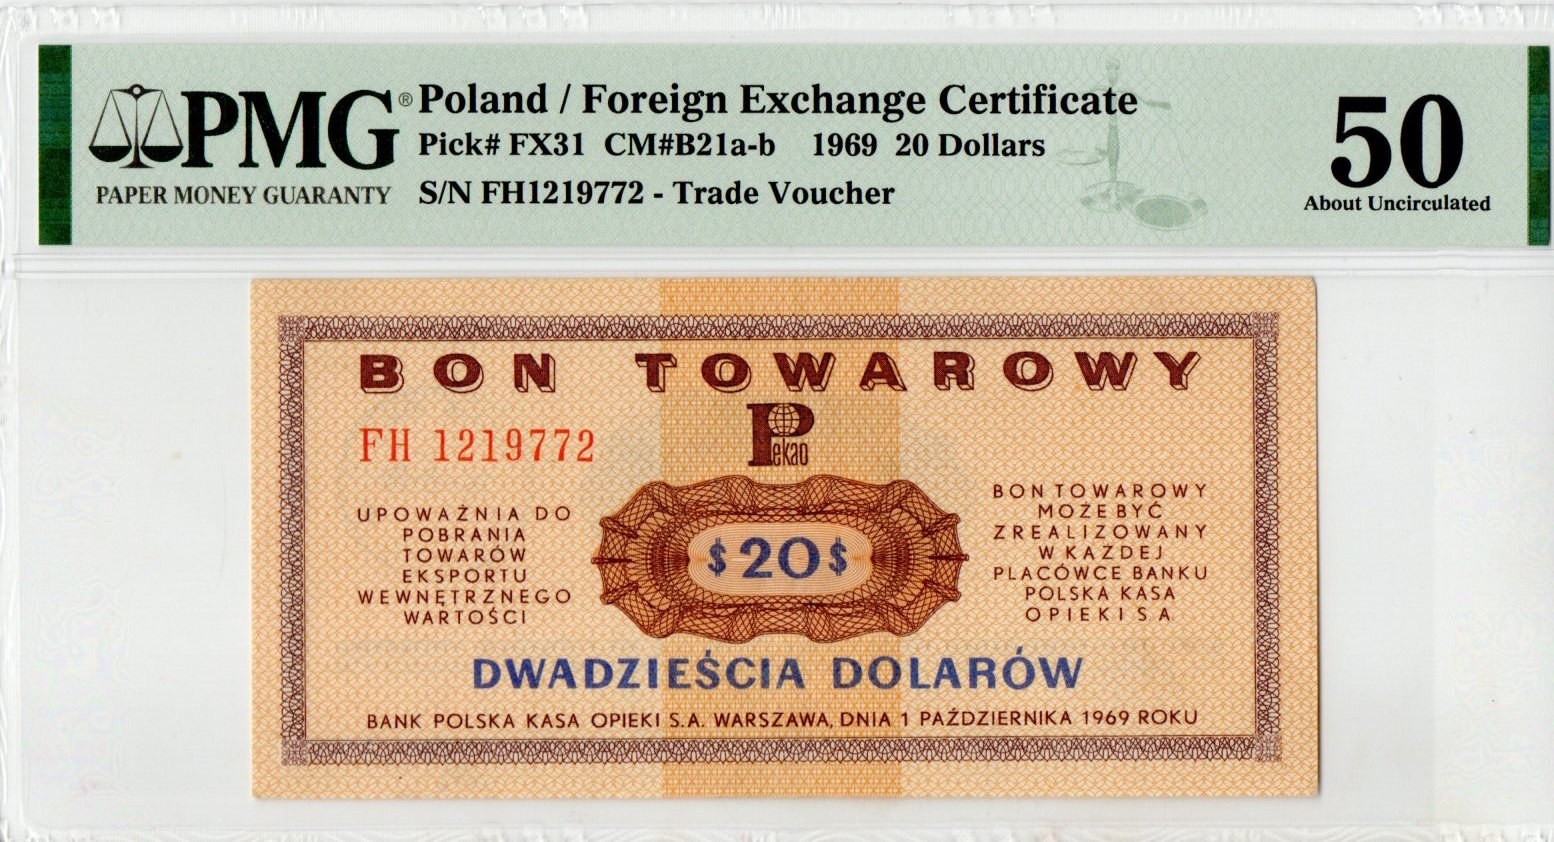 PMG®
PAPER MONEY GUARANTY
Poland / Foreign Exchange Certificate
Pick# FX31 CM#B21a-b 1969 20 Dollars
S/N FH1219772 - Trade Voucher
50
About Uncirculated
BON TOWAROWY
Pekao
FH 1219772
UPOWAŻNIA DO
POBRANIA
TOWARÓW
EKSPORTU
WEWNĘTRZNEGO
WARTOŚCI
$20$
BON TOWAROWY
MOŻE BYĆ
ZREALIZOWANY
W KAŻDEJ
PLACÓWCE BANKU
POLSKA KASA
OPIEKI S.A.
DWADZIEŚCIA DOLARÓW
BANK POLSKA KASA OPIEKI S.A. WARSZAWA, DNIA 1 PAŹDZIERNIKA 1969 ROKU